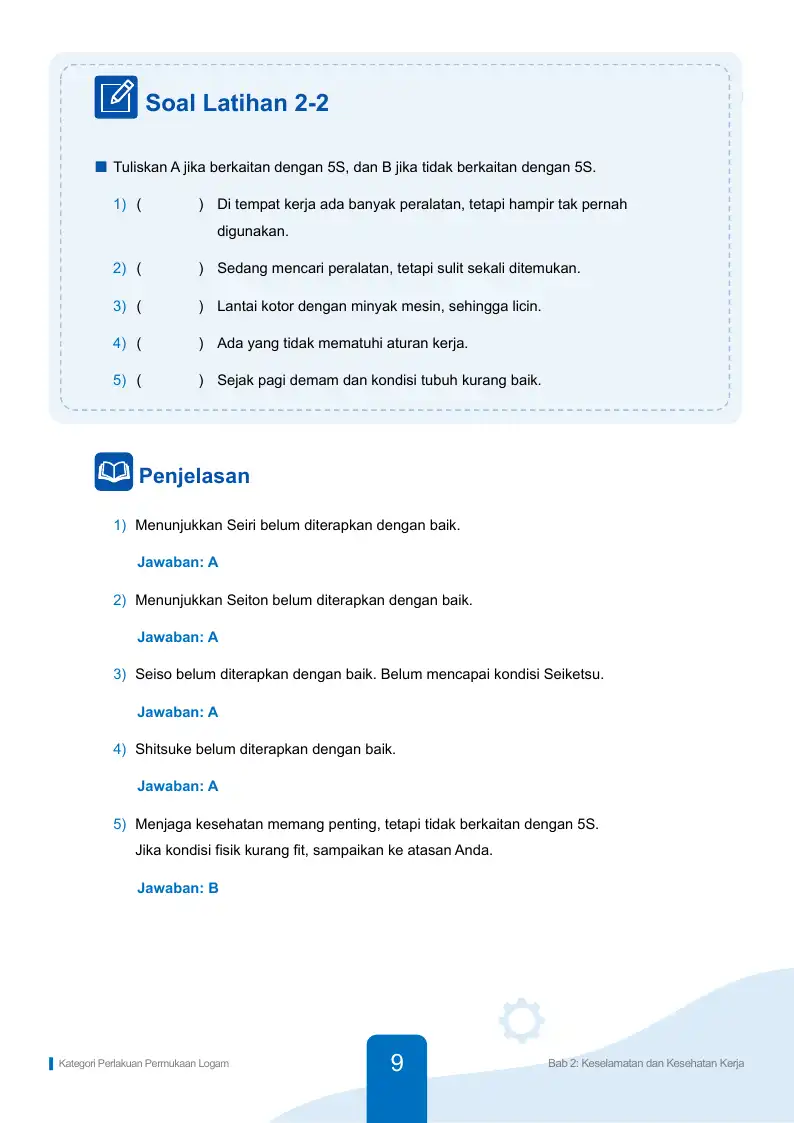 Soal Latihan 2-2
Tuliskan A jika berkaitan dengan 5S, dan B jika tidak berkaitan dengan 5S.
1) ( ) Di tempat kerja ada banyak peralatan, tetapi hampir tak pernah
digunakan.
2) ( ) Sedang mencari peralatan, tetapi sulit sekali ditemukan.
3) ( ) Lantai kotor dengan minyak mesin, sehingga licin.
4) ( ) Ada yang tidak mematuhi aturan kerja.
5) ( ) Sejak pagi demam dan kondisi tubuh kurang baik.
Penjelasan
1) Menunjukkan Seiri belum diterapkan dengan baik.
Jawaban: A
2) Menunjukkan Seiton belum diterapkan dengan baik.
Jawaban: A
3) Seiso belum diterapkan dengan baik. Belum mencapai kondisi Seiketsu.
Jawaban: A
4) Shitsuke belum diterapkan dengan baik.
Jawaban: A
5) Menjaga kesehatan memang penting, tetapi tidak berkaitan dengan 5S.
Jika kondisi fisik kurang fit, sampaikan ke atasan Anda.
Jawaban: B
Kategori Perlakuan Permukaan Logam
9
Bab 2: Keselamatan dan Kesehatan Kerja